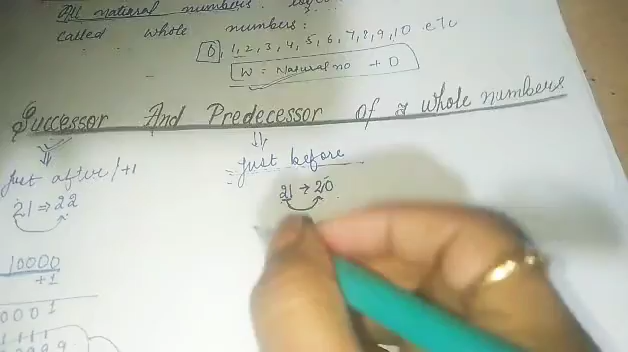 All natural numbers.
called whole numbers:
0, 1, 2, 3, 4, 5, 6, 7, 8, 9, 10 etc
W = Natural no + 0
Successor And Predecessor of a whole numbers
⇓
just after / +1
21 ⇒ 22
⇓
just before
21 → 20
10000
+1
0001